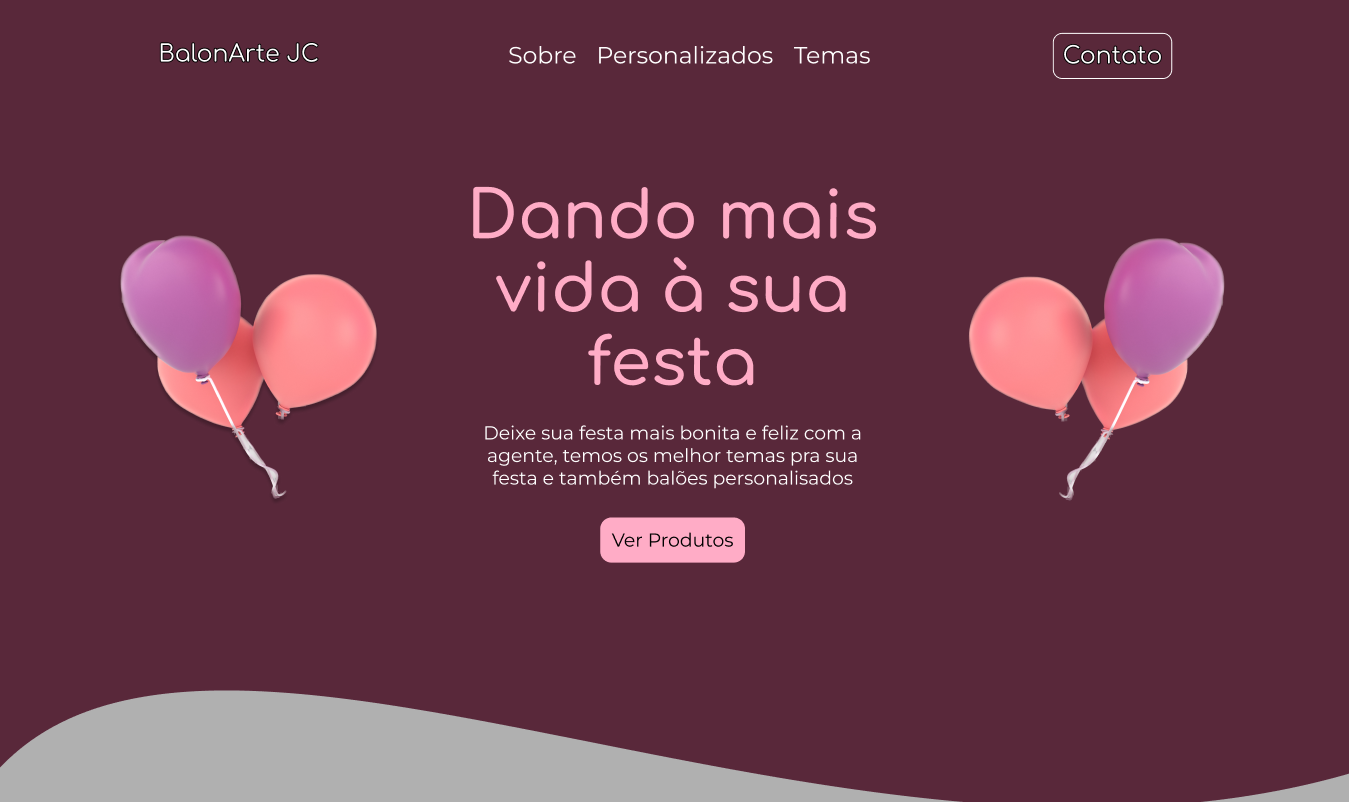 BalonArte JC
Sobre Personalizados Temas
Contato
Dando mais
vida à sua
festa
Deixe sua festa mais bonita e feliz com a
agente, temos os melhor temas pra sua
festa e também balões personalisados
Ver Produtos